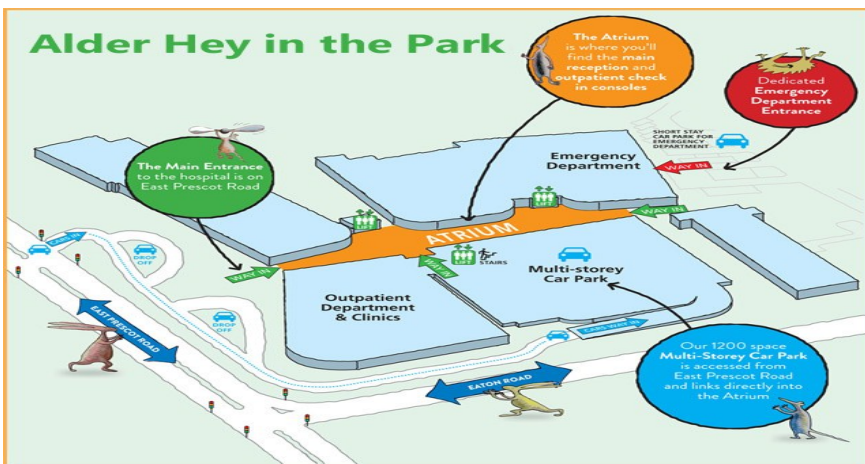 Alder Hey in the Park
The Atrium
is where you'll
find the main
reception and
outpatient check
in consoles
Dedicated
Emergency
Department
Entrance
SHORT STAY
CAR PARK FOR
EMERGENCY
DEPARTMENT
WAY IN
Emergency
Department
The Main Entrance
to the hospital is on
East Prescot Road
LIFT
LIFT
WAY IN
ATRIUM
CARS IN
DROP
OFF
WAY IN
WAY IN
LIFT
STAIRS
Multi-storey
Car Park
Outpatient
Department
& Clinics
DROP
OFF
EAST PRESCOT ROAD
CARS WAY IN
EATON ROAD
Our 1200 space
Multi-Storey Car Park
is accessed from
East Prescot Road
and links directly into
the Atrium